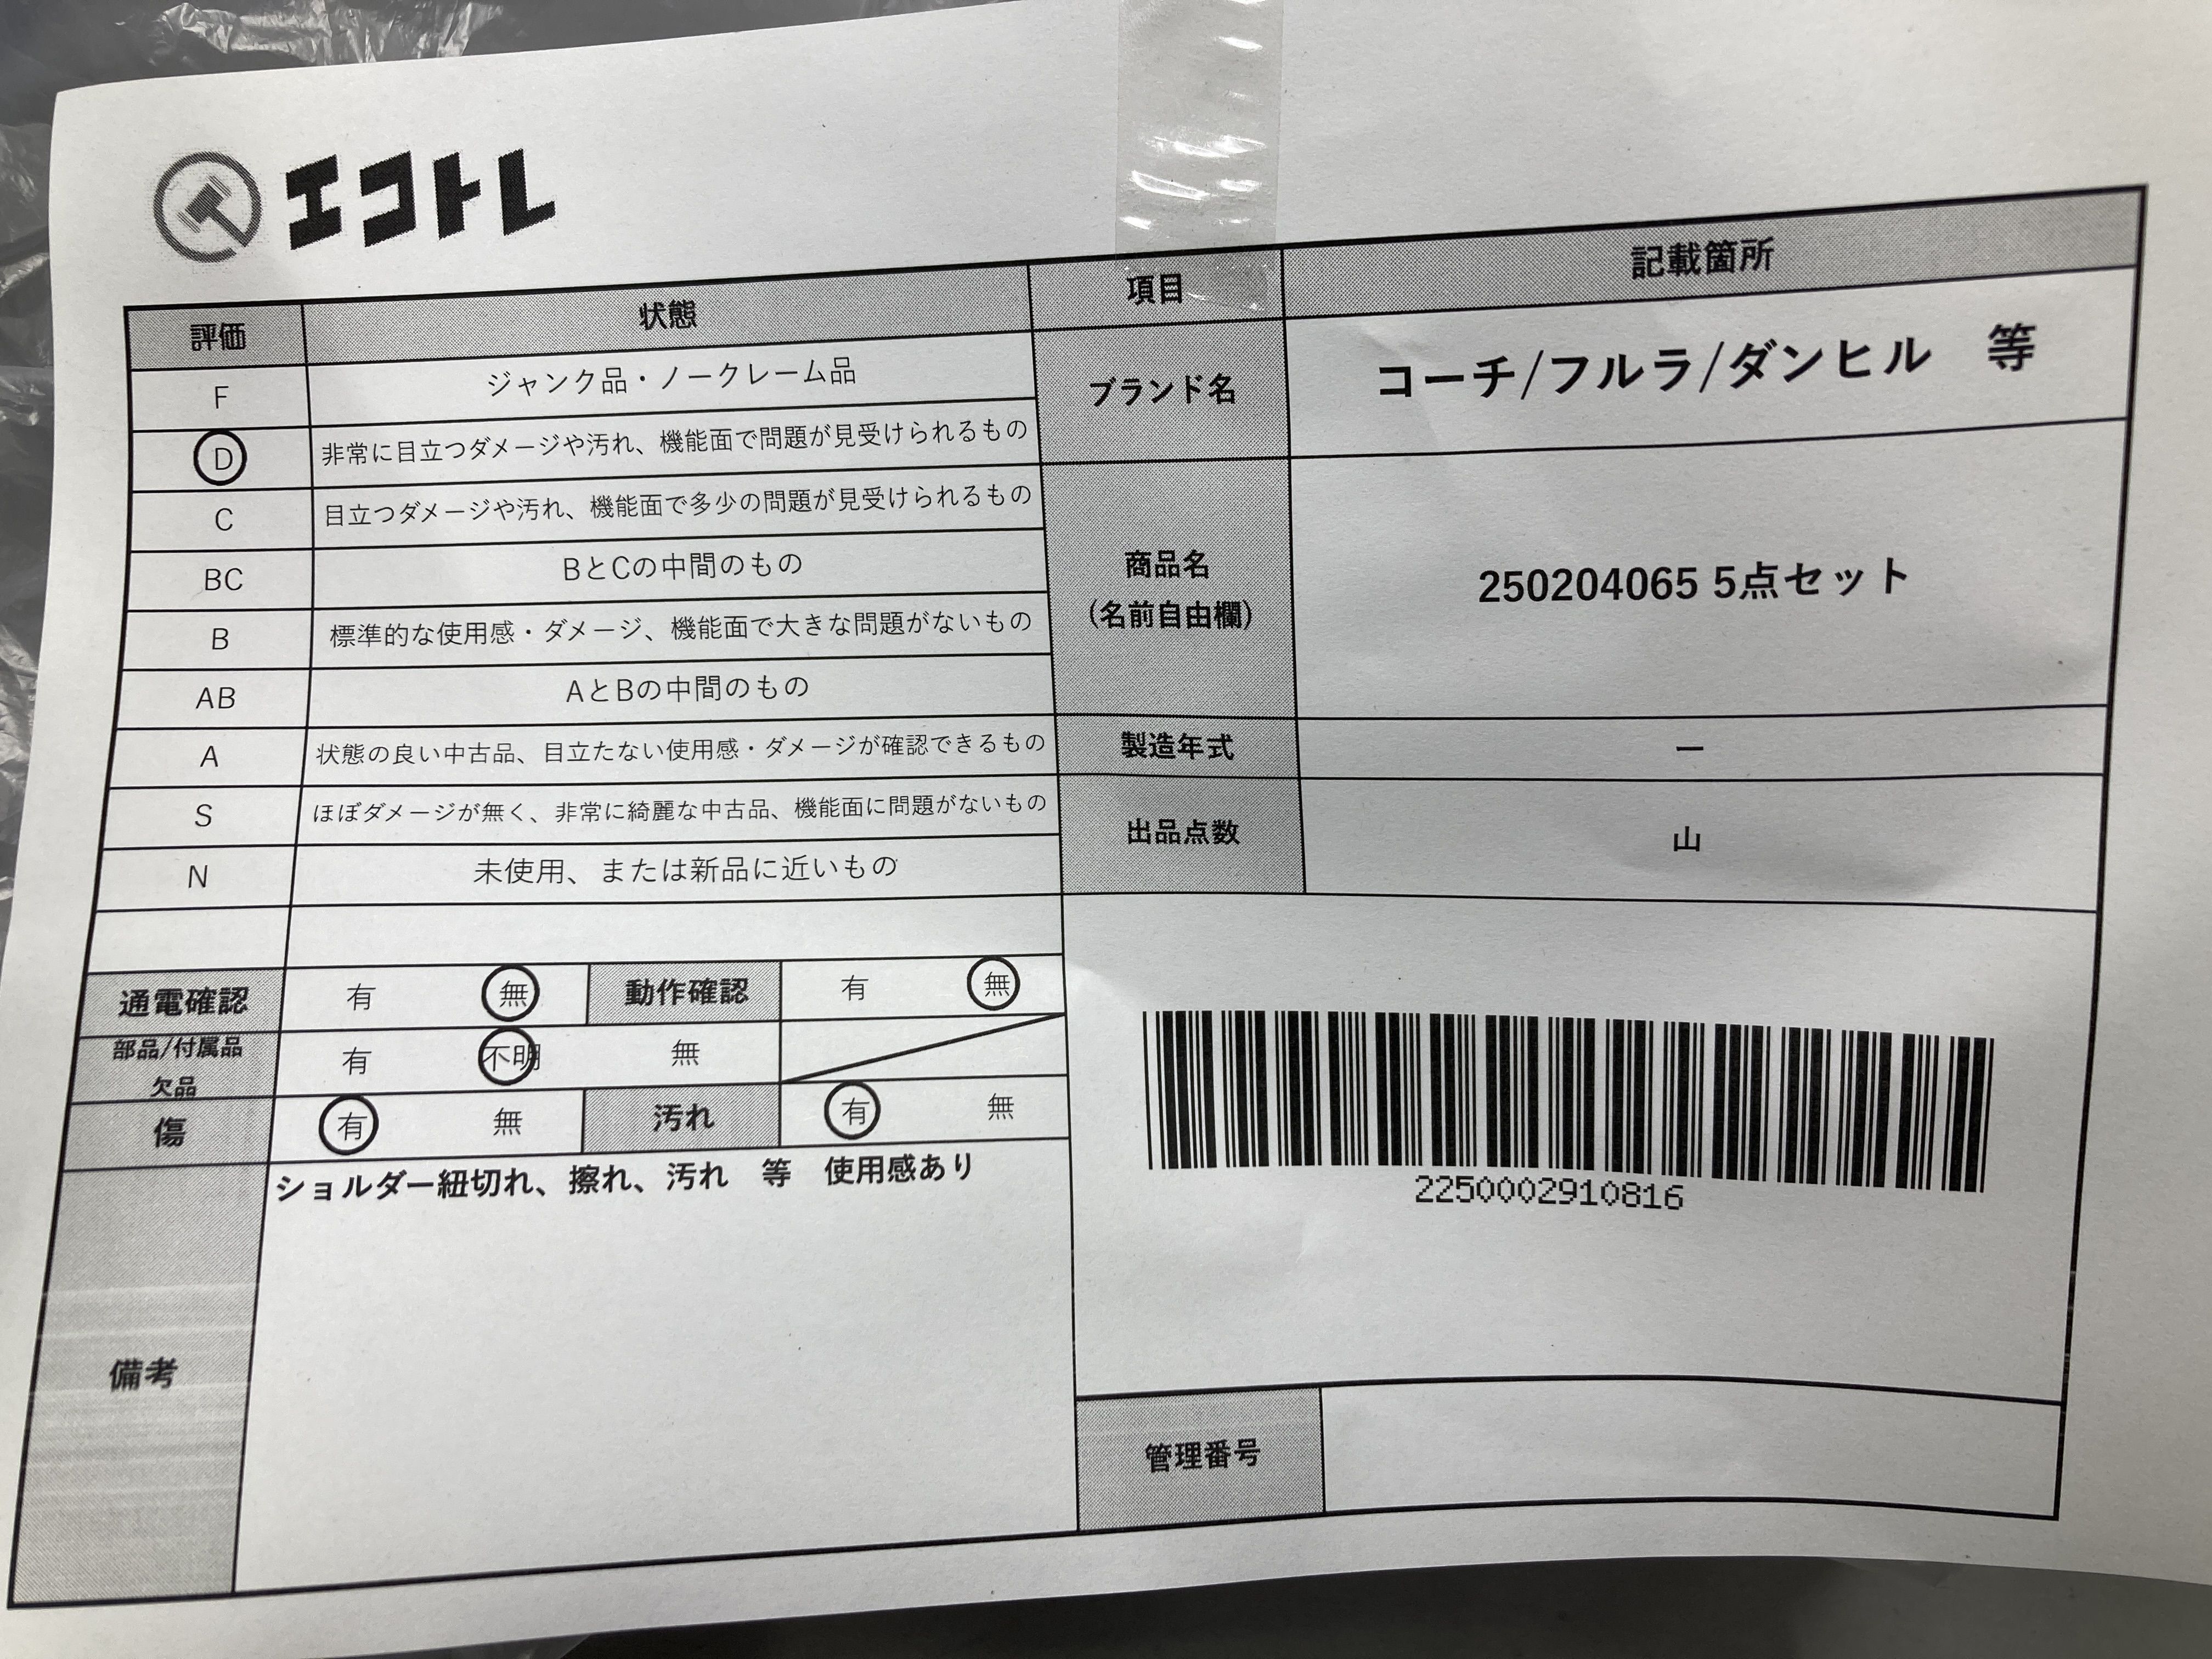 エコトレ
評価 状態 項目 記載箇所
F ジャンク品・ノークレーム品
D 非常に目立つダメージや汚れ、機能面で問題が見受けられるもの
C 目立つダメージや汚れ、機能面で多少の問題が見受けられるもの
BC BとCの中間のもの
B 標準的な使用感・ダメージ、機能面で大きな問題がないもの
AB AとBの中間のもの
A 状態の良い中古品、目立たない使用感・ダメージが確認できるもの
S ほぼダメージが無く、非常に綺麗な中古品、機能面に問題がないもの
N 未使用、または新品に近いもの
ブランド名 コーチ/フルラ/ダンヒル 等
商品名
(名前自由欄)
250204065 5点セット
製造年式 ー
出品点数 山
通電確認 有 無 動作確認 有 無
部品/付属品
欠品
有 不明 無
傷 有 無 汚れ 有 無
備考
ショルダー紐切れ、擦れ、汚れ 等 使用感あり
2250002910816
管理番号